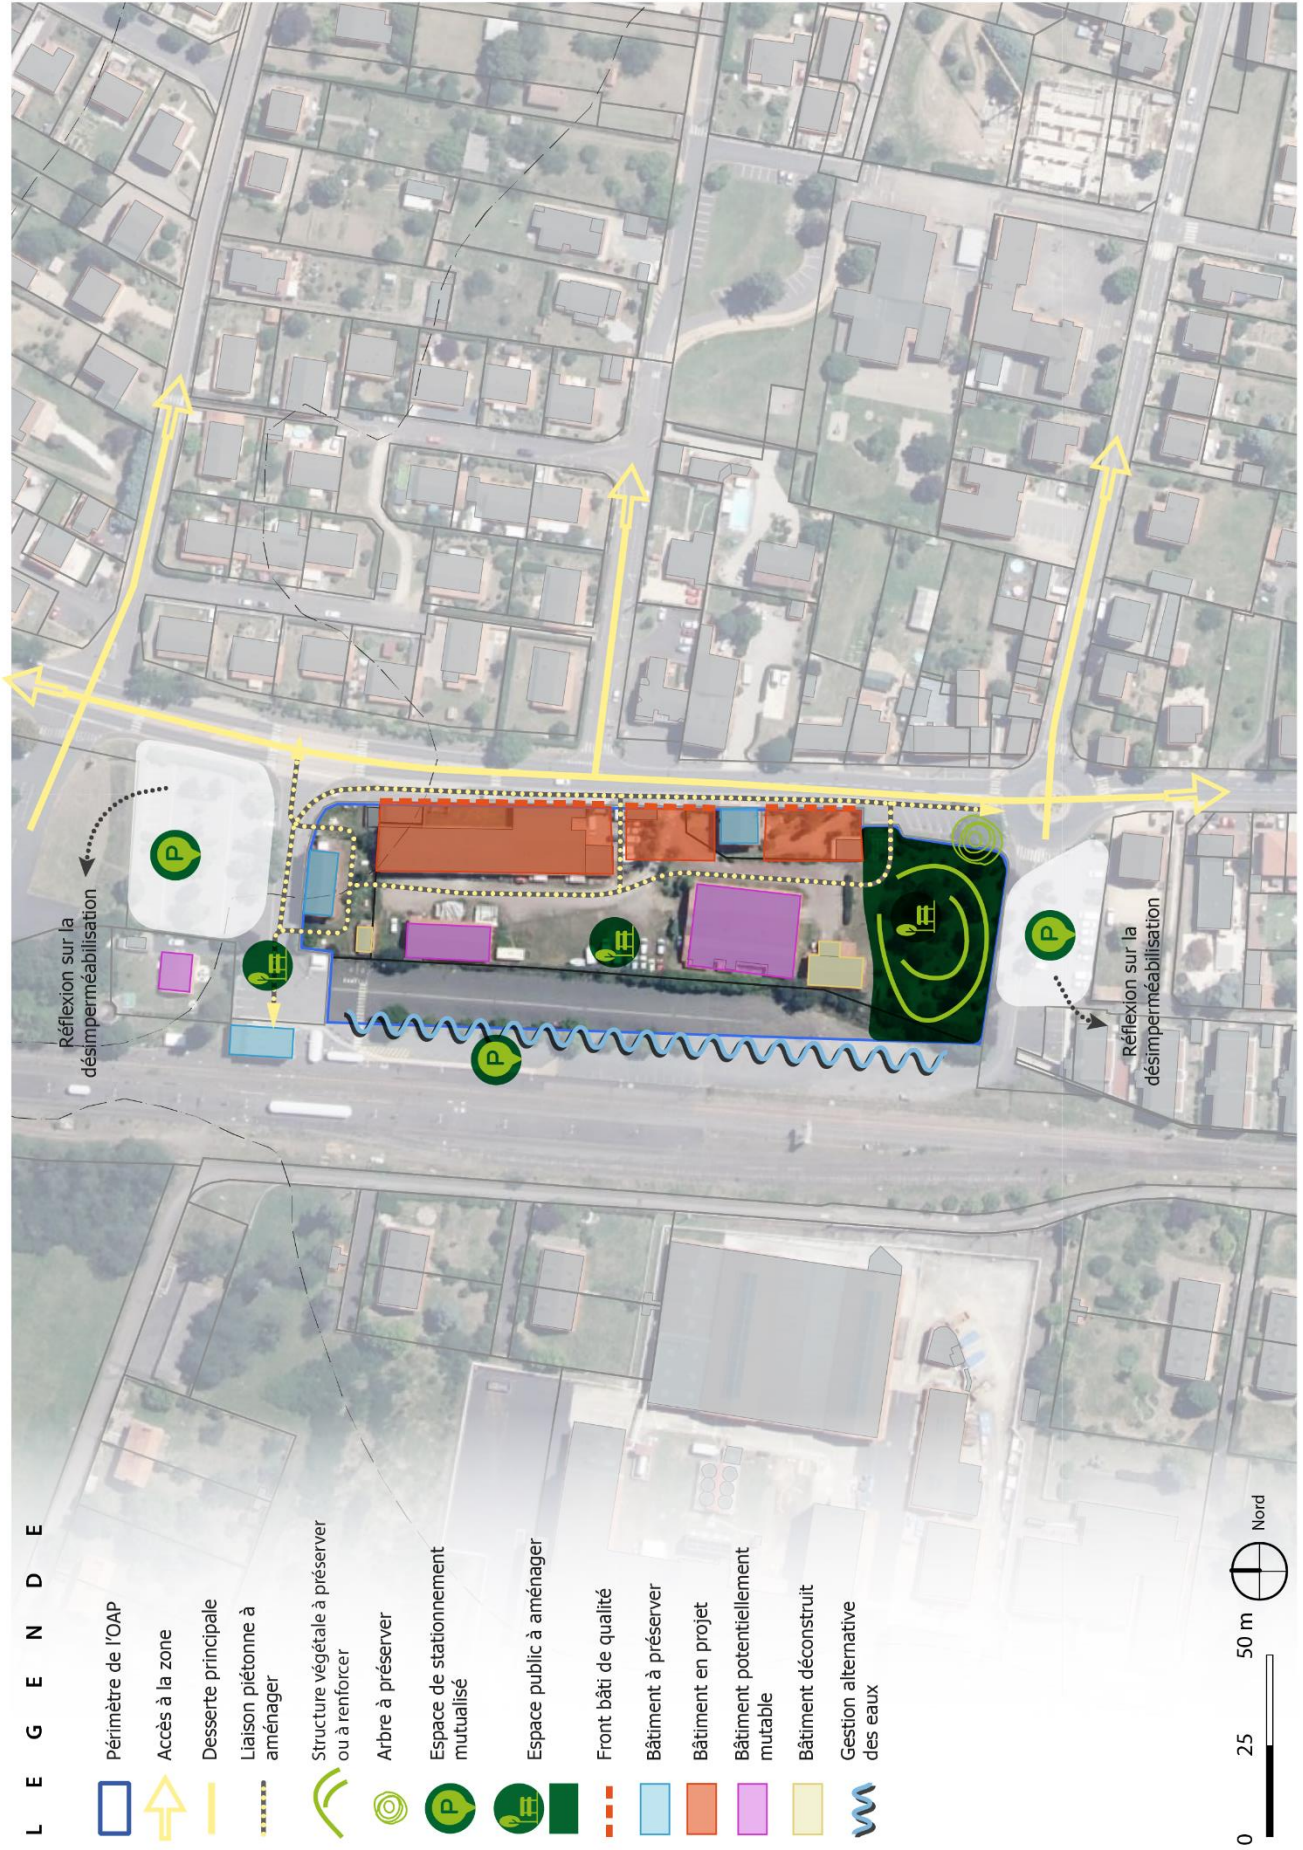 LEGENDE
Périmètre de l'OAP
Accès à la zone
Desserte principale
Liaison piétonne à
aménager
Structure végétale à préserver
ou à renforcer
Arbre à préserver
P
Espace de stationnement
mutualisé
Espace public à aménager
Front bâti de qualité
Bâtiment à préserver
Bâtiment en projet
Bâtiment potentiellement
mutable
Bâtiment déconstruit
Gestion alternative
des eaux
0 25 50 m
Nord
Réflexion sur la
désimperméabilisation
P
P
P
Réflexion sur la
désimperméabilisation